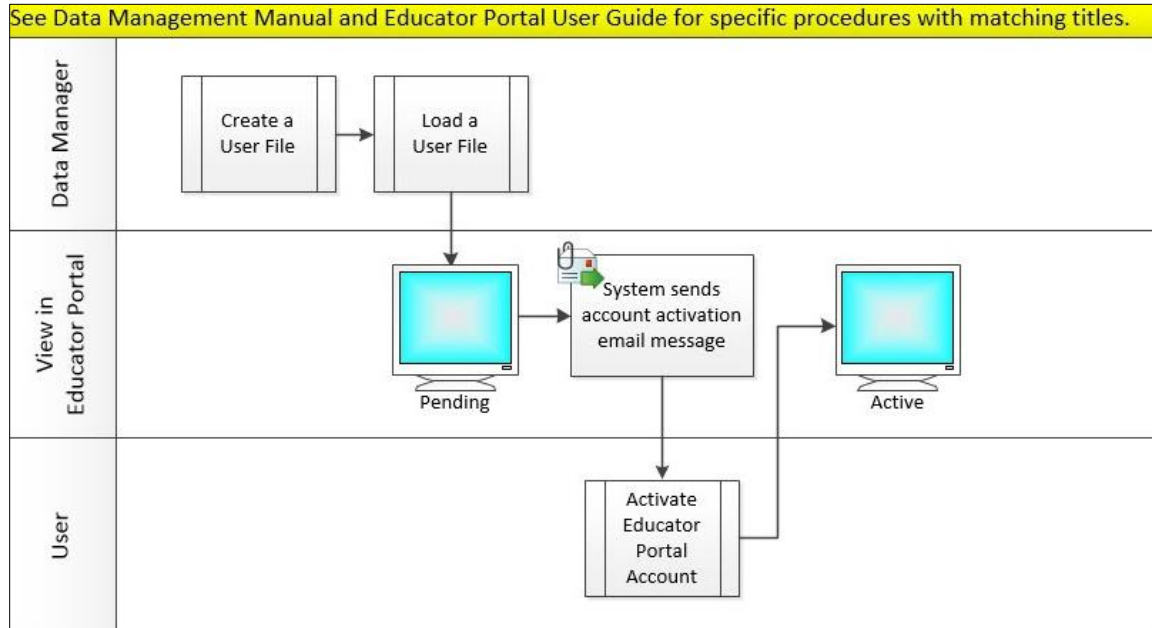 See Data Management Manual and Educator Portal User Guide for specific procedures with matching titles.
Data Manager
Create a
User File
Load a
User File
View in
Educator Portal
Pending
System sends
account activation
email message
Active
User
Activate
Educator
Portal
Account